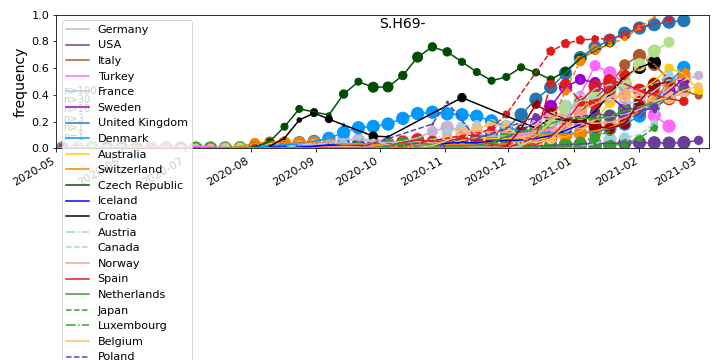 S.H69-
frequency
1.0
0.8
0.6
0.4
0.2
0.0
2020-05
2020-07
2020-08
2020-09
2020-10
2020-11
2020-12
2021-01
2021-02
2021-03
Germany
USA
Italy
Turkey
France
Sweden
United Kingdom
Denmark
Australia
Switzerland
Czech Republic
Iceland
Croatia
Austria
Canada
Norway
Spain
Netherlands
Japan
Luxembourg
Belgium
Poland